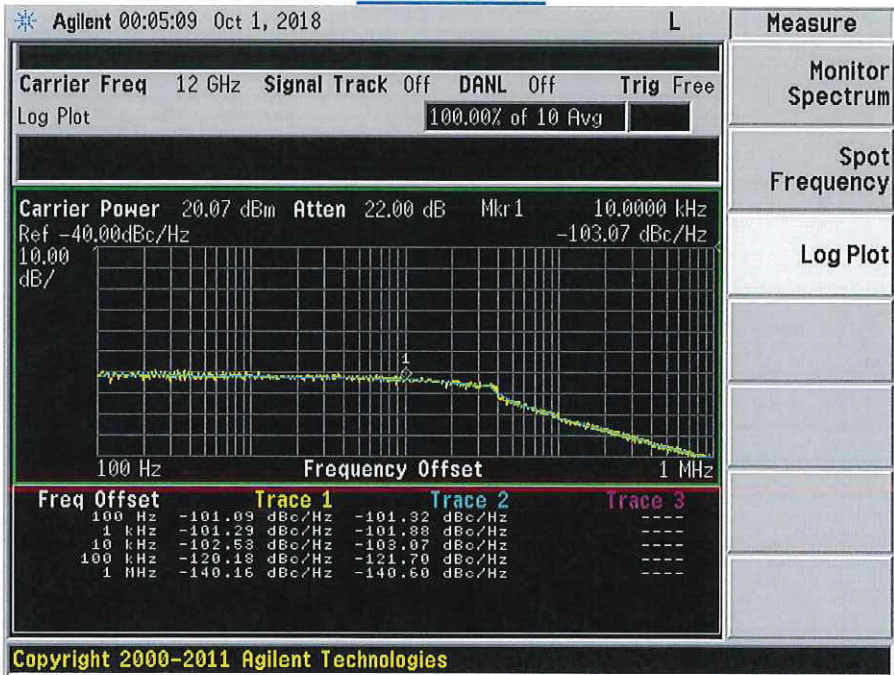 Agilent 00:05:09 Oct 1, 2018 L
Measure
Carrier Freq 12 GHz Signal Track Off DANL Off Trig Free
Log Plot 100.00% of 10 Avg
Carrier Power 20.07 dBm Atten 22.00 dB Mkr1 10.0000 kHz
Ref -40.00dBc/Hz -103.07 dBc/Hz
10.00
dB/
1
100 Hz Frequency Offset 1 MHz
Freq Offset Trace 1 Trace 2 Trace 3
100 Hz -101.09 dBc/Hz -101.32 dBc/Hz ----
1 kHz -101.29 dBc/Hz -101.88 dBc/Hz ----
10 kHz -102.53 dBc/Hz -103.07 dBc/Hz ----
100 kHz -120.18 dBc/Hz -121.70 dBc/Hz ----
1 MHz -140.16 dBc/Hz -140.60 dBc/Hz ----
Copyright 2000-2011 Agilent Technologies
Monitor
Spectrum
Spot
Frequency
Log Plot